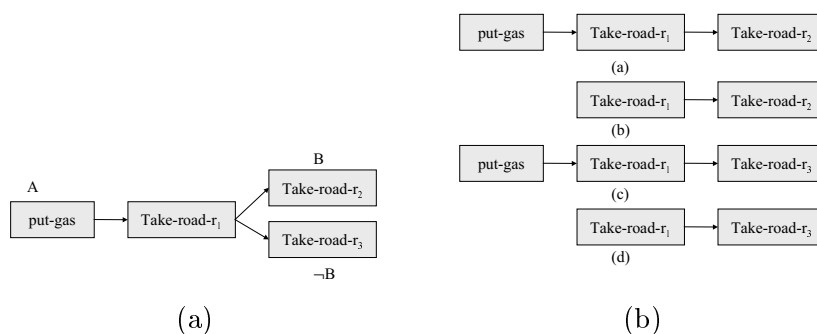 A
put-gas
Take-road-r₁
B
Take-road-r₂
Take-road-r₃
¬B
(a)
put-gas
Take-road-r₁
Take-road-r₂
(a)
Take-road-r₁
Take-road-r₂
(b)
put-gas
Take-road-r₁
Take-road-r₃
(c)
Take-road-r₁
Take-road-r₃
(d)
(b)